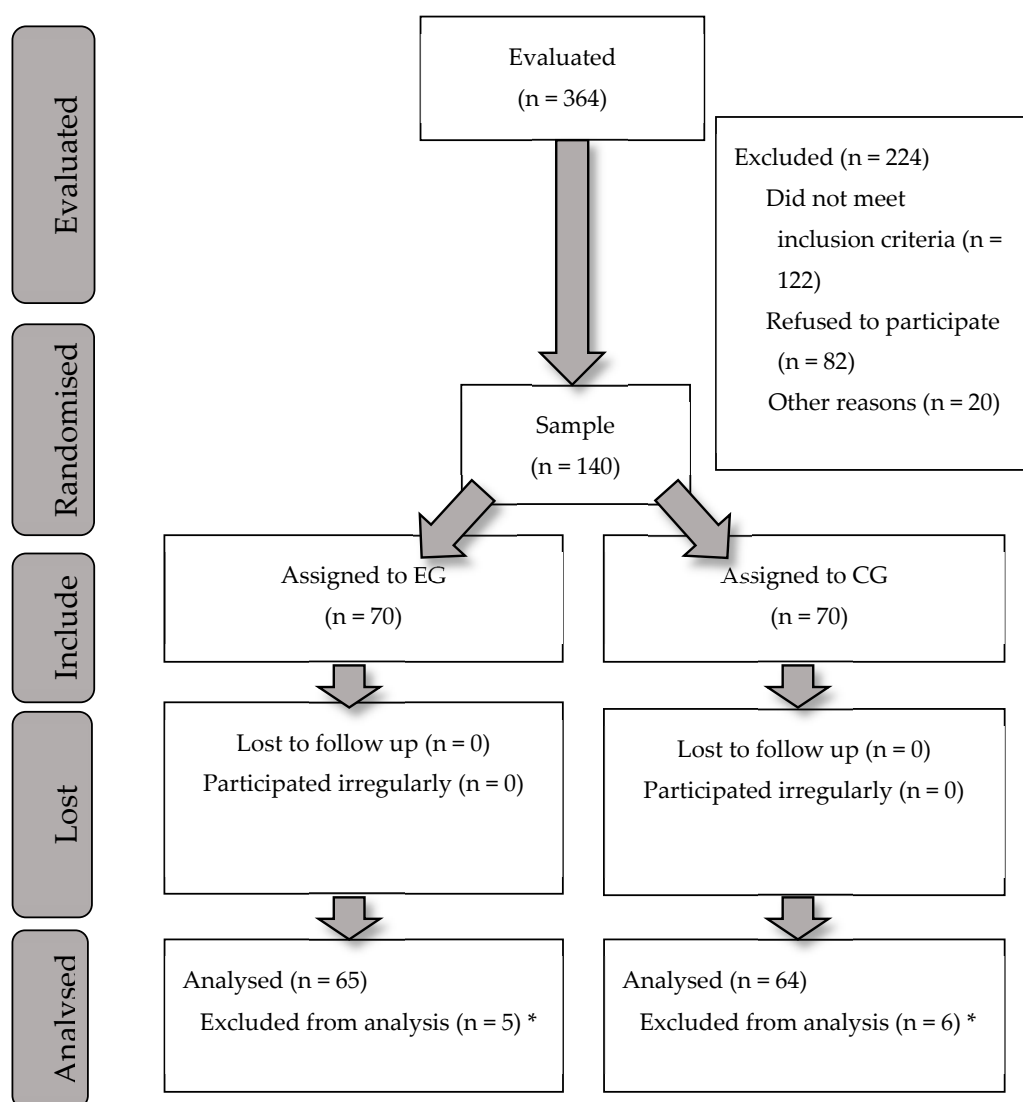 Evaluated
Evaluated
(n = 364)
Excluded (n = 224)
Did not meet
inclusion criteria (n =
122)
Refused to participate
(n = 82)
Other reasons (n = 20)
Randomised
Sample
(n = 140)
Include
Assigned to EG
(n = 70)
Assigned to CG
(n = 70)
Lost
Lost to follow up (n = 0)
Participated irregularly (n = 0)
Lost to follow up (n = 0)
Participated irregularly (n = 0)
Analysed
Analysed (n = 65)
Excluded from analysis (n = 5) *
Analysed (n = 64)
Excluded from analysis (n = 6) *